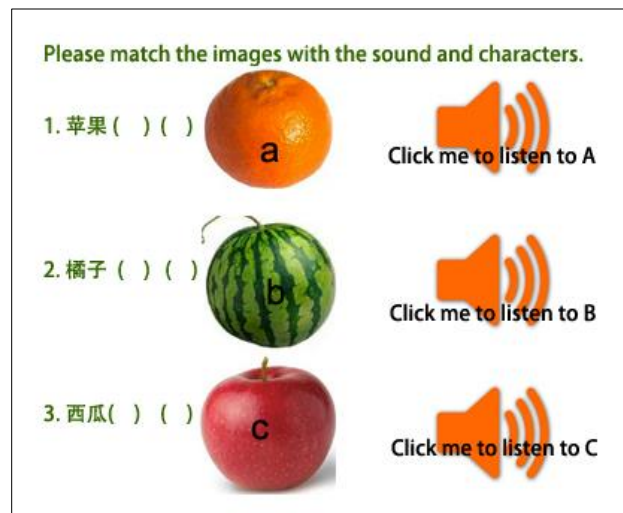 Please match the images with the sound and characters.
1. 苹果 (   ) (   )
a
Click me to listen to A
2. 橘子 (   ) (   )
b
Click me to listen to B
3. 西瓜(   ) (   )
c
Click me to listen to C